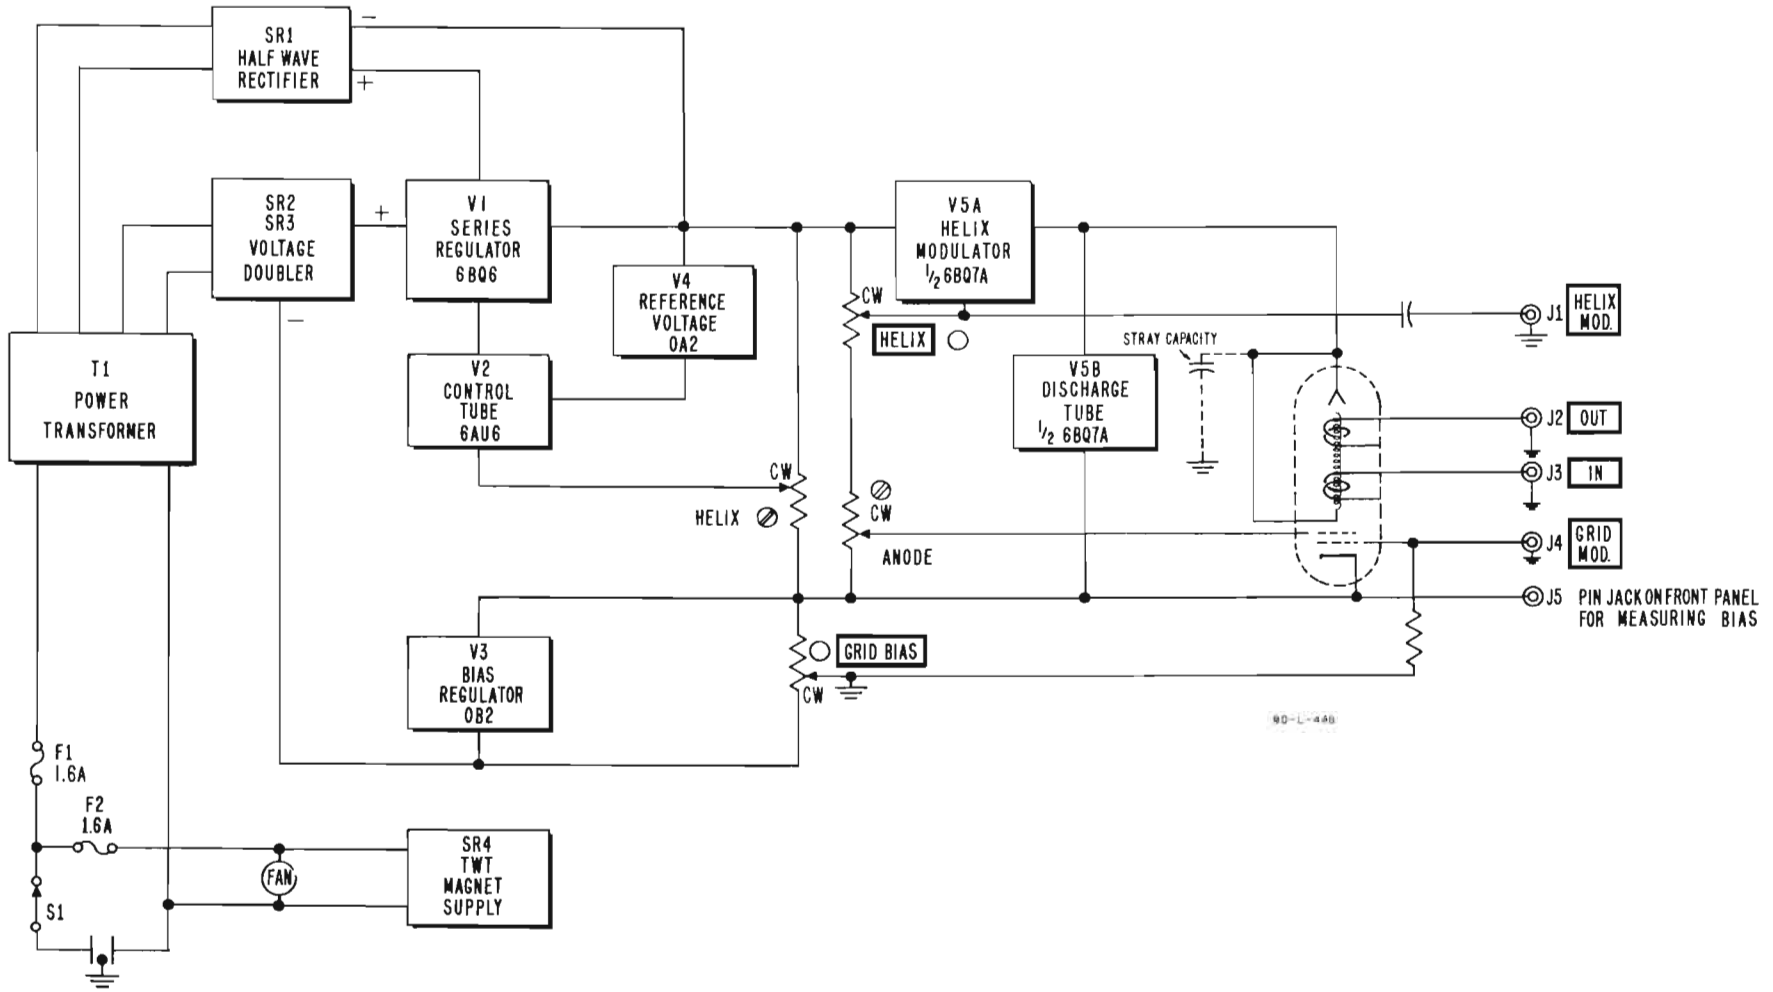 SR1
HALF WAVE
RECTIFIER
−
+
SR2
SR3
VOLTAGE
DOUBLER
+
−
V1
SERIES
REGULATOR
6BQ6
V4
REFERENCE
VOLTAGE
OA2
V5A
HELIX
MODULATOR
1/2 6BQ7A
CW
HELIX
J1
HELIX
MOD.
STRAY CAPACITY
T1
POWER
TRANSFORMER
V2
CONTROL
TUBE
6AU6
V5B
DISCHARGE
TUBE
1/2 6BQ7A
J2
OUT
J3
IN
CW
HELIX
CW
ANODE
J4
GRID
MOD.
J5
PIN JACK ON FRONT PANEL
FOR MEASURING BIAS
V3
BIAS
REGULATOR
OB2
GRID BIAS
CW
BD-L-44B
F1
1.6A
F2
1.6A
FAN
S1
SR4
TWT
MAGNET
SUPPLY